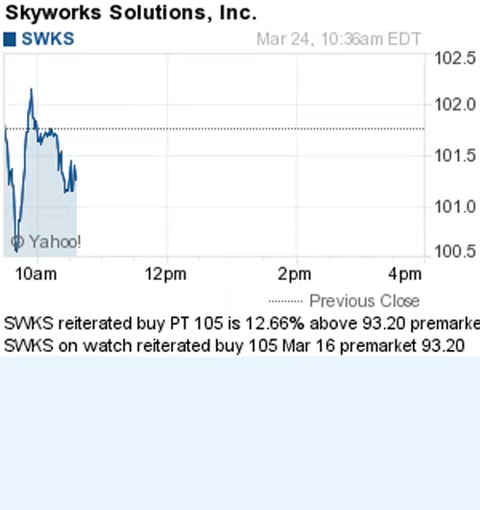 Skyworks Solutions, Inc.
SWKS Mar 24, 10:36am EDT
102.5
102.0
101.5
101.0
100.5
© Yahoo!
10am 12pm 2pm 4pm
Previous Close
SWKS reiterated buy PT 105 is 12.66% above 93.20 premarke
SWKS on watch reiterated buy 105 Mar 16 premarket 93.20